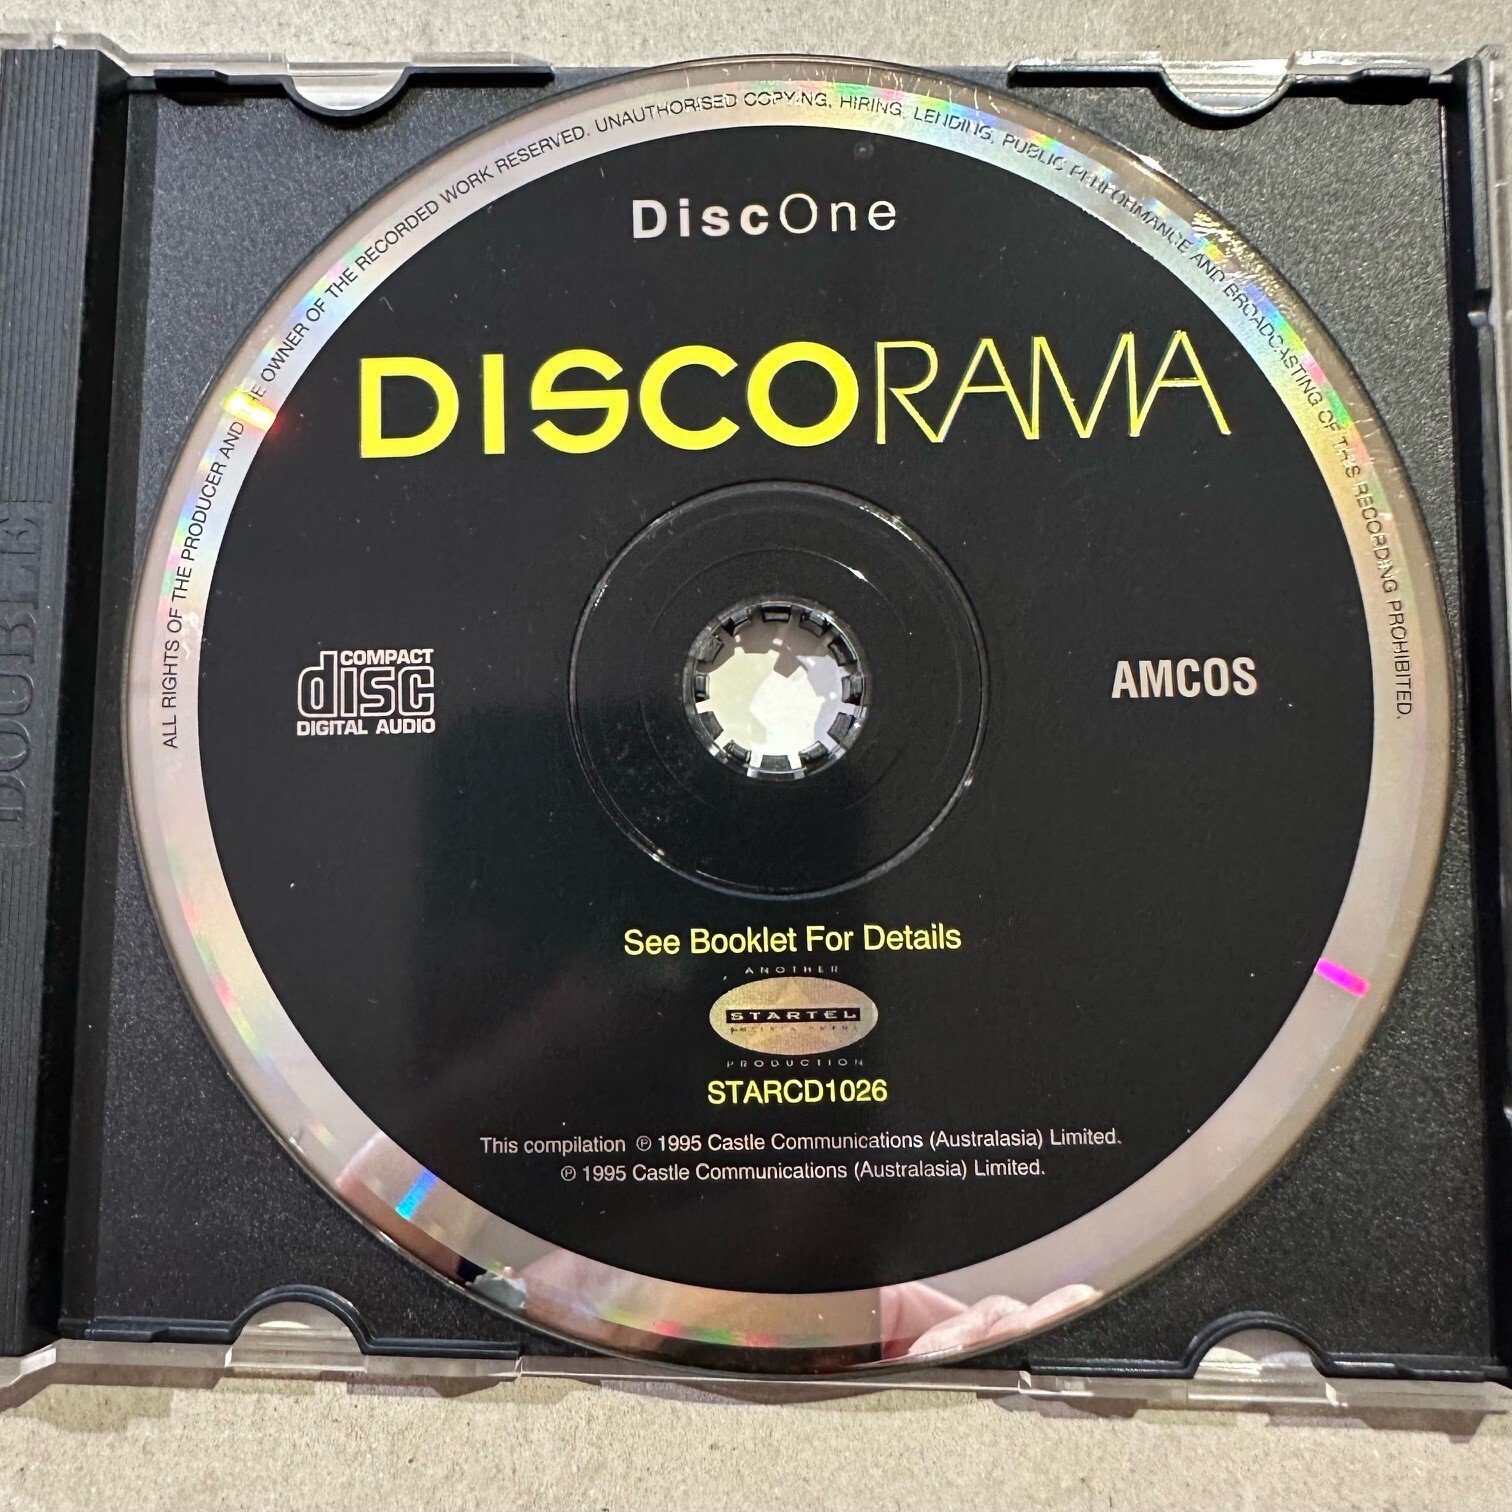 ALL RIGHTS OF THE PRODUCER AND THE OWNER OF THE RECORDED WORK RESERVED. UNAUTHORISED COPYING, HIRING, LENDING, PUBLIC PERFORMANCE AND BROADCASTING OF THIS RECORDING PROHIBITED.
DiscOne
DISCORAMA
COMPACT
disc
DIGITAL AUDIO
AMCOS
DOUBLE
See Booklet For Details
ANOTHER
STARTEL
PRODUCTION
STARCD1026
This compilation ℗ 1995 Castle Communications (Australasia) Limited.
℗ 1995 Castle Communications (Australasia) Limited.